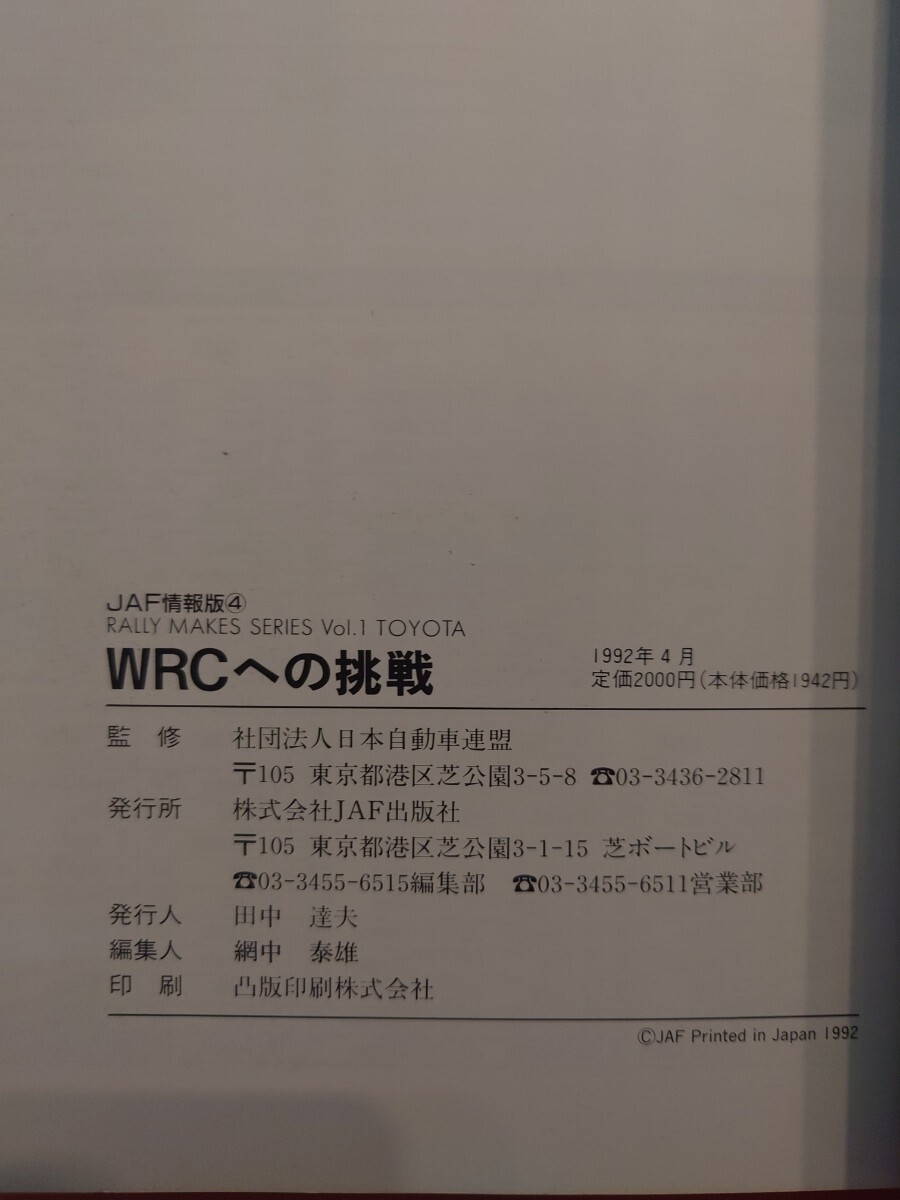 JAF情報版④
RALLY MAKES SERIES Vol.1 TOYOTA
WRCへの挑戦
1992年4月
定価2000円(本体価格1942円)
監 修 社団法人日本自動車連盟
〒105 東京都港区芝公園3-5-8 ☎03-3436-2811
発行所 株式会社JAF出版社
〒105 東京都港区芝公園3-1-15 芝ボートビル
☎03-3455-6515編集部 ☎03-3455-6511営業部
発行人 田中 達夫
編集人 網中 泰雄
印 刷 凸版印刷株式会社
©JAF Printed in Japan 1992